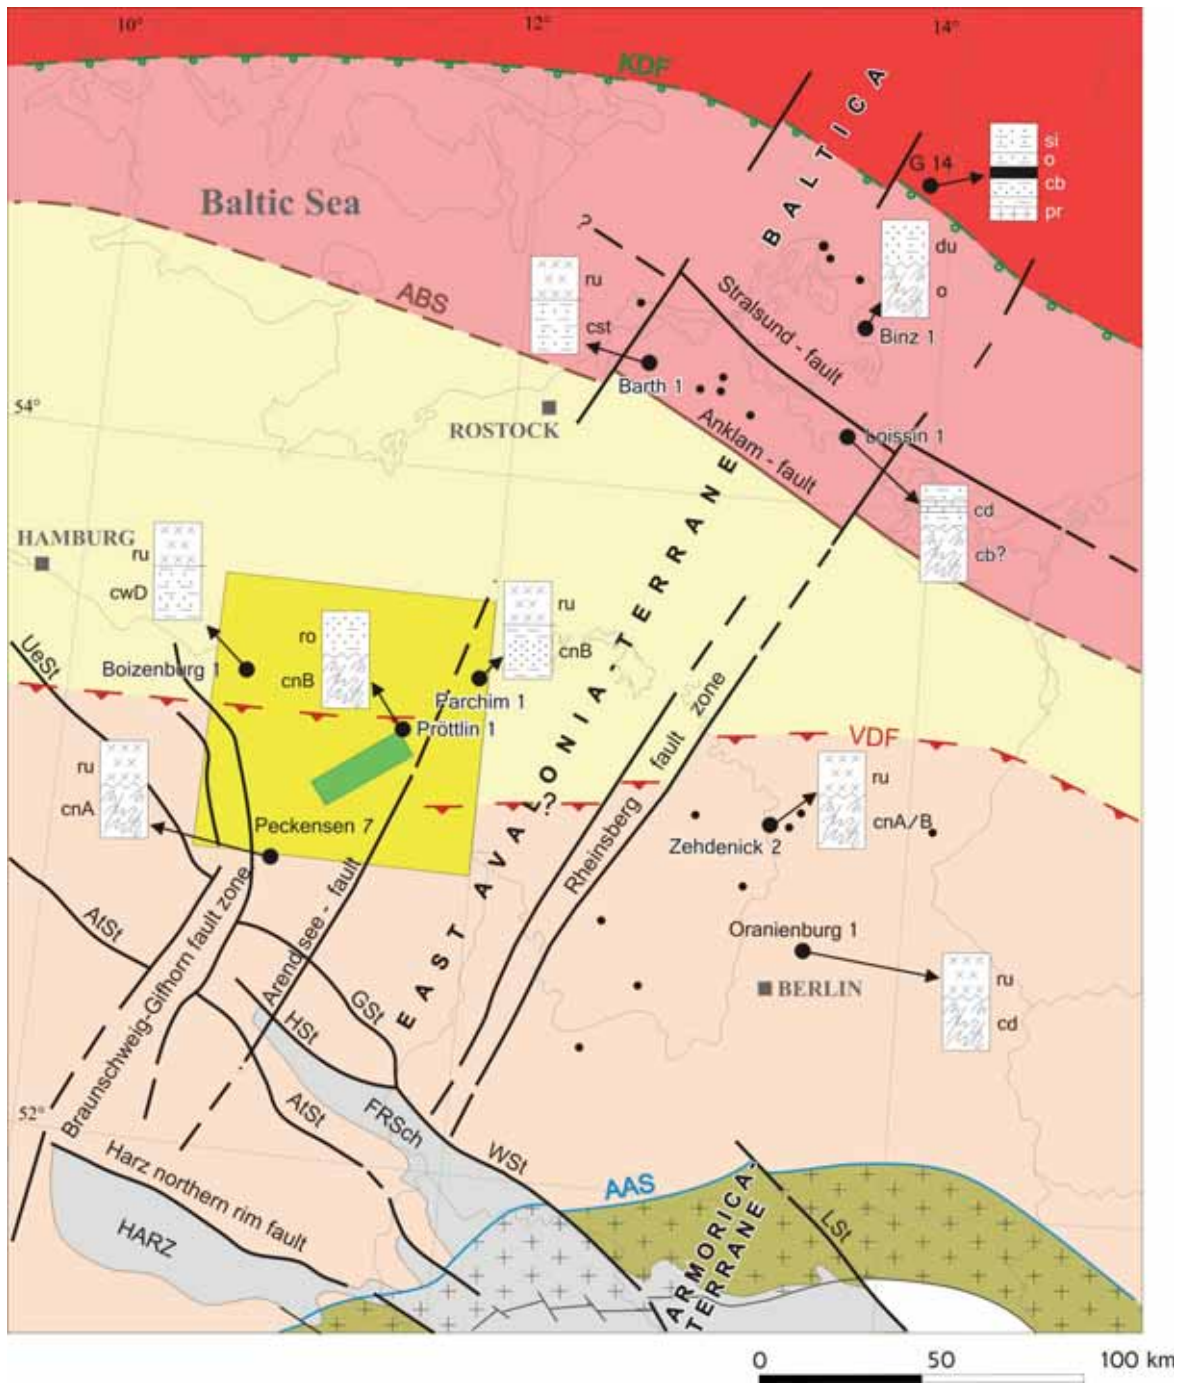 10°
12°
14°
KDF
BALTICA
G 14
si
o
cb
pr
Baltic Sea
?
du
o
ABS
ru
cst
Stralsund - fault
Binz 1
Barth 1
54°
ROSTOCK
Anklam - fault
Loissin 1
cd
cb?
HAMBURG
ru
cwD
ro
cnB
ru
cnB
UeSt
Boizenburg 1
Parchim 1
Pröttlin 1
EAST AVALONIA - TERRANE
?
VDF
ru
cnA
Peckensen 7
Rheinsberg fault zone
ru
cnA/B
Zehdenick 2
AtSt
Braunschweig-Gifhorn fault zone
Arendsee - fault
Oranienburg 1
BERLIN
ru
cd
GSt
HSt
52°
AtSt
FRSch
WSt
Harz northern rim fault
HARZ
AAS
ARMORICA-
TERRANE
LSt
0
50
100 km